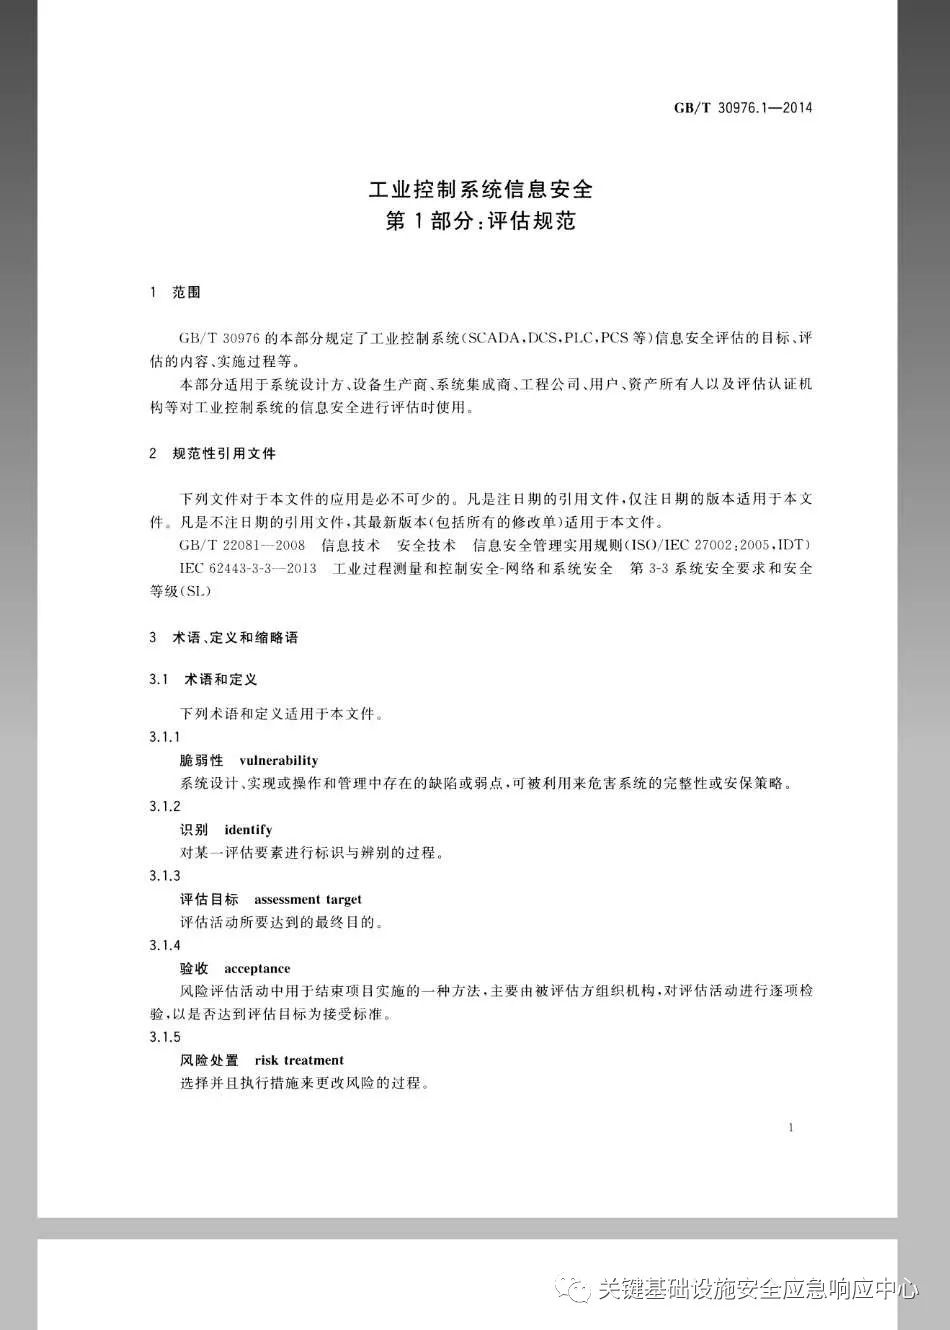 GB/T 30976.1—2014
工业控制系统信息安全
第1部分:评估规范
1 范围
GB/T 30976 的本部分规定了工业控制系统(SCADA,DCS,PLC,PCS 等)信息安全评估的目标、评
估的内容、实施过程等。
本部分适用于系统设计方、设备生产商、系统集成商、工程公司、用户、资产所有人以及评估认证机
构等对工业控制系统的信息安全进行评估时使用。
2 规范性引用文件
下列文件对于本文件的应用是必不可少的。凡是注日期的引用文件,仅注日期的版本适用于本文
件。凡是不注日期的引用文件,其最新版本(包括所有的修改单)适用于本文件。
GB/T 22081—2008 信息技术 安全技术 信息安全管理实用规则(ISO/IEC 27002:2005,IDT)
IEC 62443-3-3—2013 工业过程测量和控制安全-网络和系统安全 第 3-3 系统安全要求和安全
等级(SL)
3 术语、定义和缩略语
3.1 术语和定义
下列术语和定义适用于本文件。
3.1.1
脆弱性 vulnerability
系统设计、实现或操作和管理中存在的缺陷或弱点,可被利用来危害系统的完整性或安保策略。
3.1.2
识别 identify
对某一评估要素进行标识与辨别的过程。
3.1.3
评估目标 assessment target
评估活动所要达到的最终目的。
3.1.4
验收 acceptance
风险评估活动中用于结束项目实施的一种方法,主要由被评估方组织机构,对评估活动进行逐项检
验,以是否达到评估目标为接受标准。
3.1.5
风险处置 risk treatment
选择并且执行措施来更改风险的过程。
1
关键基础设施安全应急响应中心